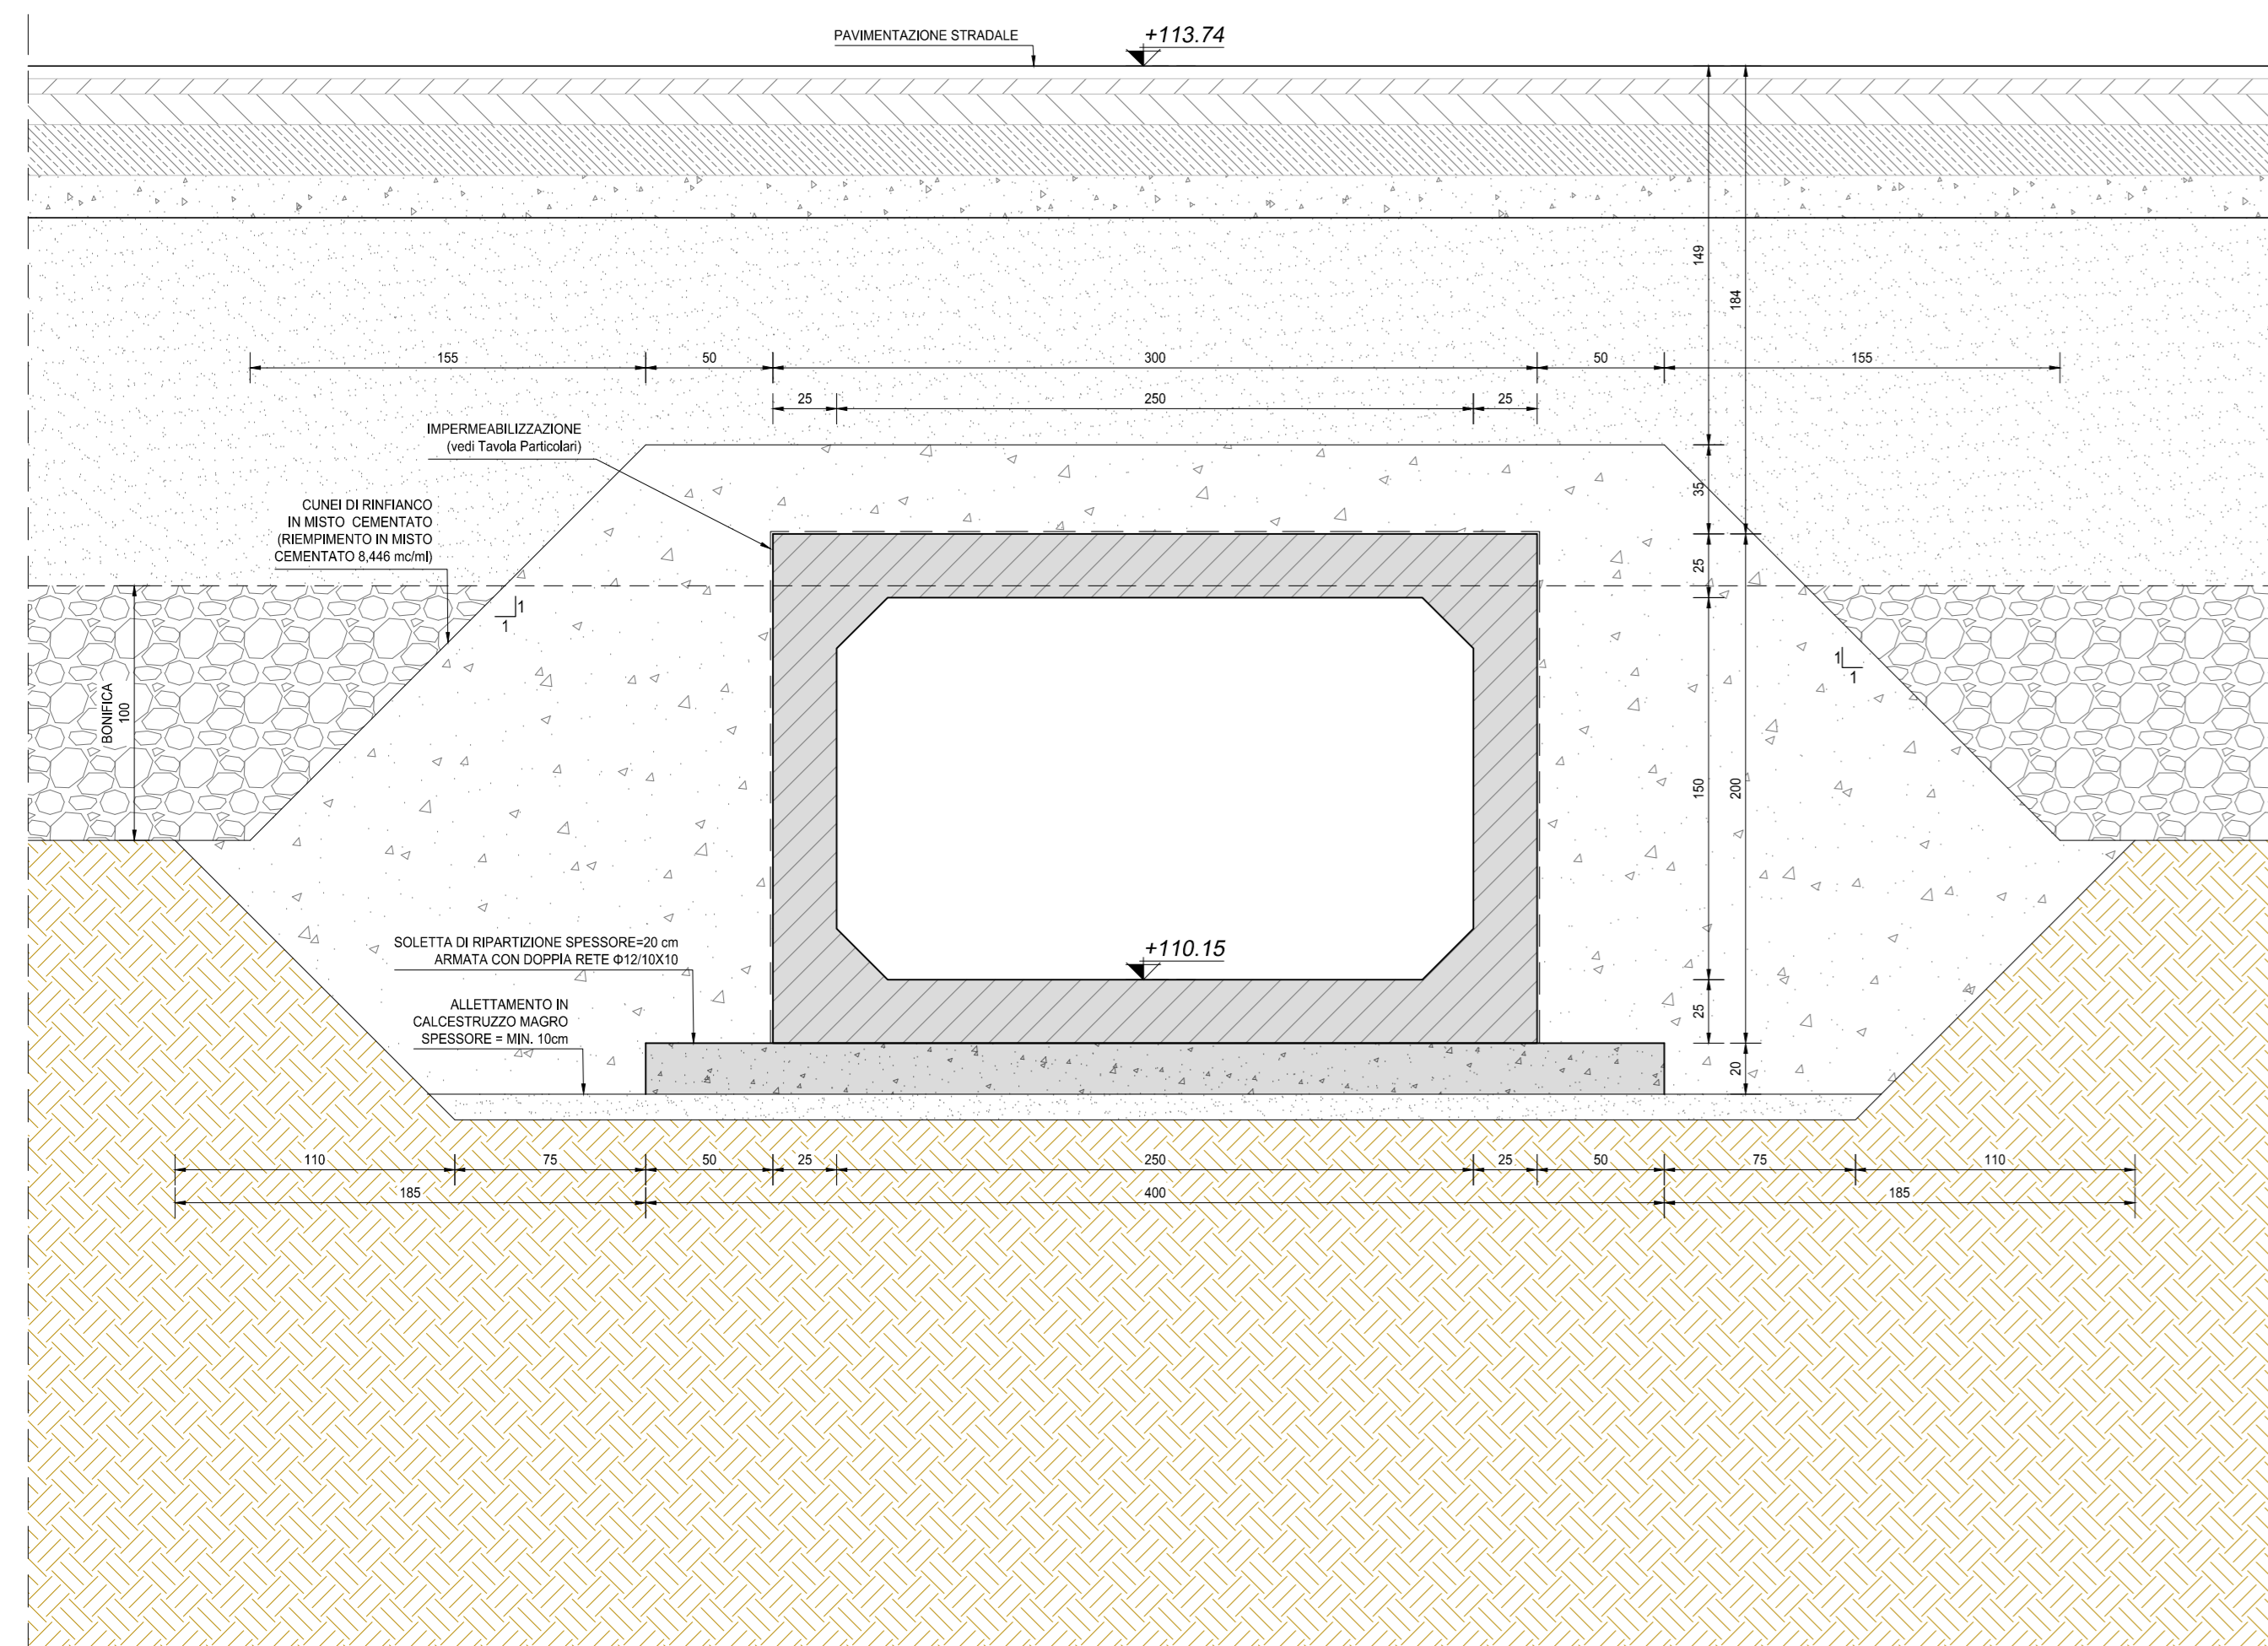 PAVIMENTAZIONE STRADALE
+113.74
149
184
155
50
300
50
155
25
250
25
IMPERMEABILIZZAZIONE
(vedi Tavola Particolari)
35
CUNEI DI RINFIANCO
IN MISTO CEMENTATO
(RIEMPIMENTO IN MISTO
CEMENTATO 8,446 mc/ml)
25
1
1
1
1
BONIFICA
100
150
200
SOLETTA DI RIPARTIZIONE SPESSORE=20 cm
ARMATA CON DOPPIA RETE Φ12/10X10
+110.15
ALLETTAMENTO IN
CALCESTRUZZO MAGRO
SPESSORE = MIN. 10cm
25
20
110
75
50
25
250
25
50
75
110
185
400
185